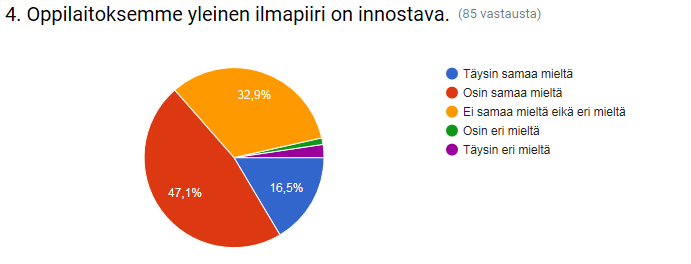 4. Oppilaitoksemme yleinen ilmapiiri on innostava. (85 vastausta)
32,9%
47,1%
16,5%
Täysin samaa mieltä
Osin samaa mieltä
Ei samaa mieltä eikä eri mieltä
Osin eri mieltä
Täysin eri mieltä